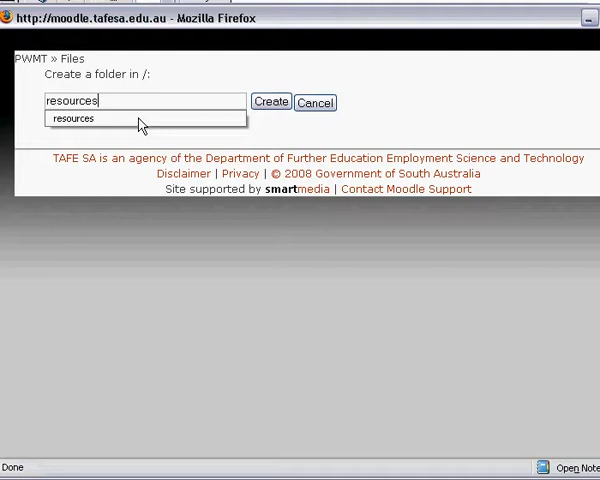 http://moodle.tafesa.edu.au - Mozilla Firefox
PWMT » Files
Create a folder in /:
resources Create Cancel
resources
TAFE SA is an agency of the Department of Further Education Employment Science and Technology
Disclaimer | Privacy | © 2008 Government of South Australia
Site supported by smartmedia | Contact Moodle Support
Done Open Note